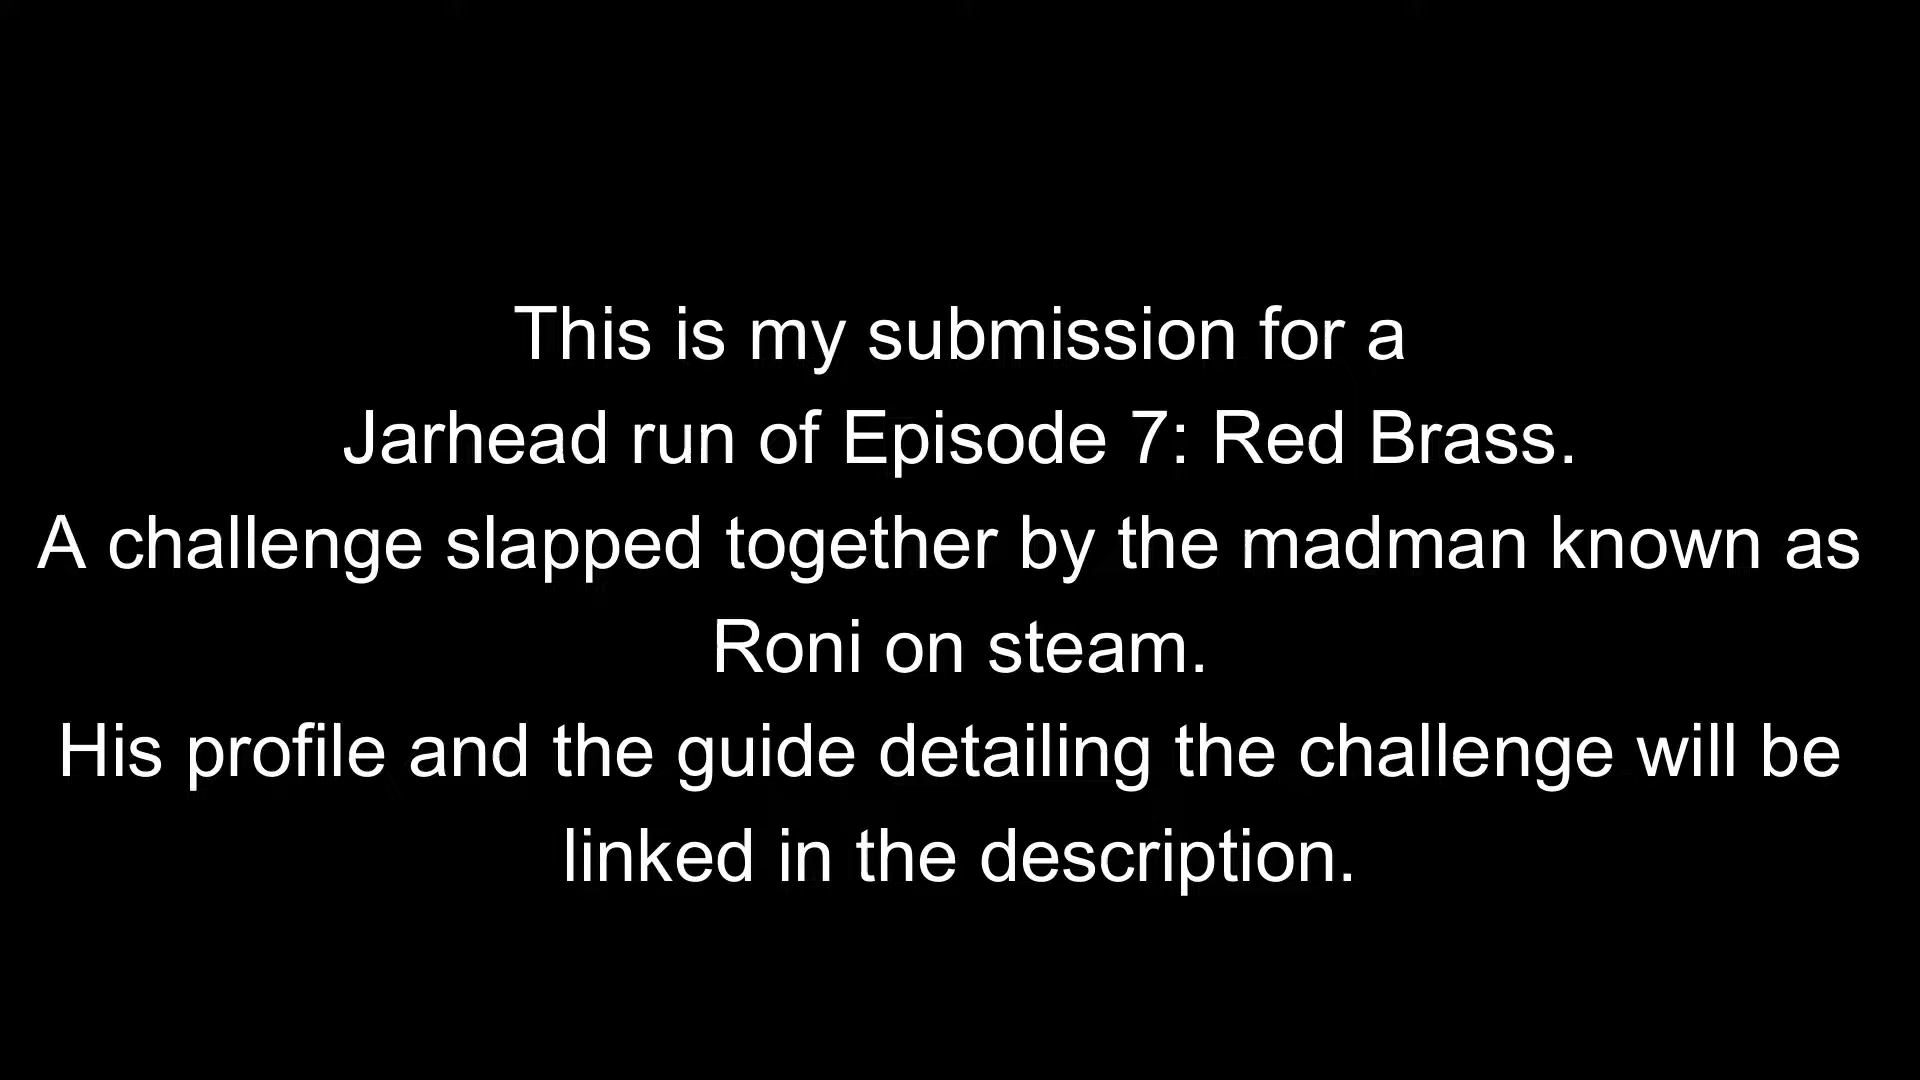 This is my submission for a
Jarhead run of Episode 7: Red Brass.
A challenge slapped together by the madman known as
Roni on steam.
His profile and the guide detailing the challenge will be
linked in the description.